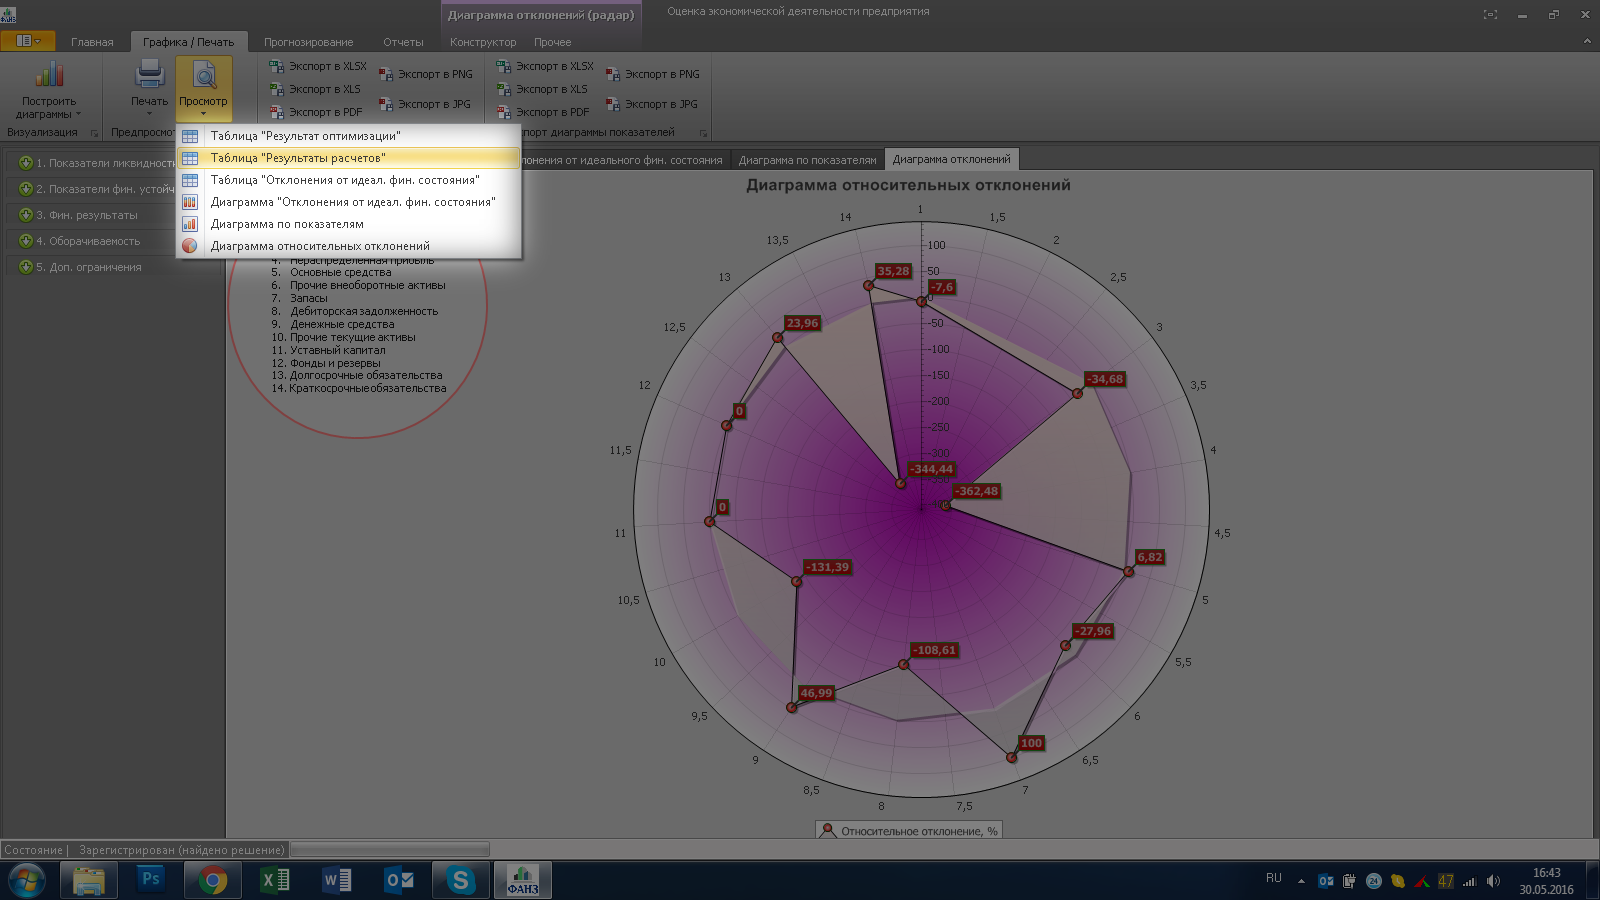 ФАНЗ
Диаграмма отклонений (радар)
Оценка экономической деятельности предприятия
Главная
Графика / Печать
Прогнозирование
Отчеты
Конструктор
Прочее
Построить диаграммы
Печать
Просмотр
Экспорт в XLSX
Экспорт в XLS
Экспорт в PDF
Экспорт в PNG
Экспорт в JPG
Экспорт в XLSX
Экспорт в XLS
Экспорт в PDF
Экспорт в PNG
Экспорт в JPG
Визуализация
Предпросмот
спорт диаграммы показателей
Таблица "Результат оптимизации"
Таблица "Результаты расчетов"
Таблица "Отклонения от идеал. фин. состояния"
Диаграмма "Отклонения от идеал. фин. состояния"
Диаграмма по показателям
Диаграмма относительных отклонений
1. Показатели ликвидности
2. Показатели фин. устойч
3. Фин. результаты
4. Оборачиваемость
5. Доп. ограничения
лонения от идеального фин. состояния
Диаграмма по показателям
Диаграмма отклонений
Диаграмма относительных отклонений
4. Нераспределенная прибыль
5. Основные средства
6. Прочие внеоборотные активы
7. Запасы
8. Дебиторская задолженность
9. Денежные средства
10. Прочие текущие активы
11. Уставный капитал
12. Фонды и резервы
13. Долгосрочные обязательства
14. Краткосрочные обязательства
1
1,5
2
2,5
3
3,5
4
4,5
5
5,5
6
6,5
7
7,5
8
8,5
9
9,5
10
10,5
11
11,5
12
12,5
13
13,5
14
100
50
0
-50
-100
-150
-200
-250
-300
-7,6
-34,68
-362,48
6,82
-27,96
100
-108,61
46,99
-131,39
0
0
23,96
-344,44
35,28
Относительное отклонение, %
Состояние | Зарегистрирован (найдено решение)
Ps
S
ФАНЗ
RU
24
47
16:43
30.05.2016